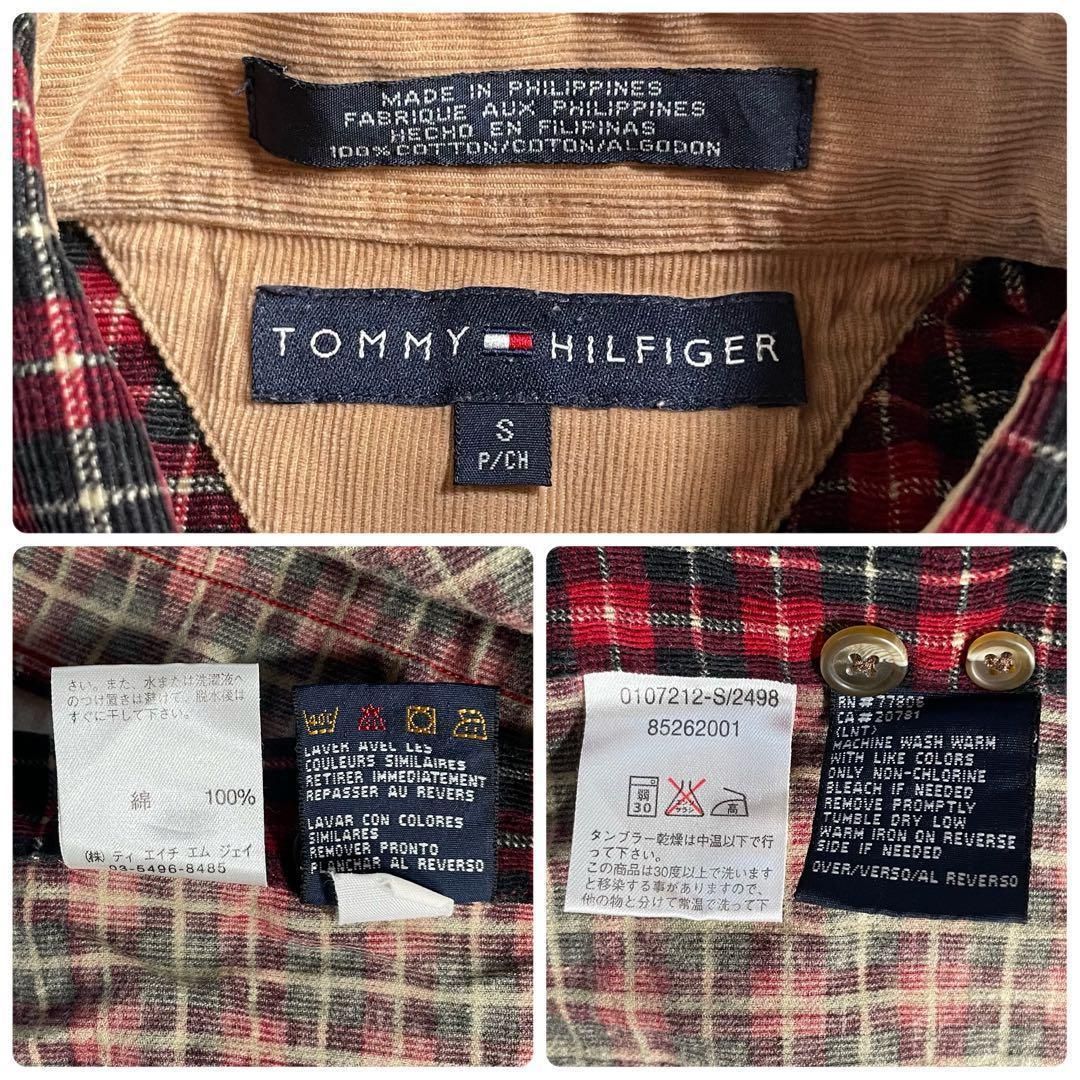 MADE IN PHILIPPINES
FABRIQUE AUX PHILIPPINES
HECHO EN FILIPINAS
100% COTTON/COTON/ALGODON
TOMMY HILFIGER
S
P/CH
さい。また、水または洗濯液へ
のつけ置きは避けて、脱水後は
すぐに干して下さい。
綿 100%
(株) ティ エイチ エム ジェイ
03-5496-8485
40C
LAVER AVEC LES
COULEURS SIMILAIRES
RETIRER IMMEDIATEMENT
REPASSER AU REVERS
LAVAR CON COLORES
SIMILARES
REMOVER PRONTO
PLANCHAR AL REVERSO
0107212-S/2498
85262001
弱
30
エンソ
サラシ
高
タンブラー乾燥は中温以下で行
って下さい。
この商品は30度以上で洗います
と移染する事がありますので、
他の物と分けて常温で洗って下
RN# 77806
CA# 20781
(LNT)
MACHINE WASH WARM
WITH LIKE COLORS
ONLY NON-CHLORINE
BLEACH IF NEEDED
REMOVE PROMPTLY
TUMBLE DRY LOW
WARM IRON ON REVERSE
SIDE IF NEEDED
OVER/VERSO/AL REVERSO